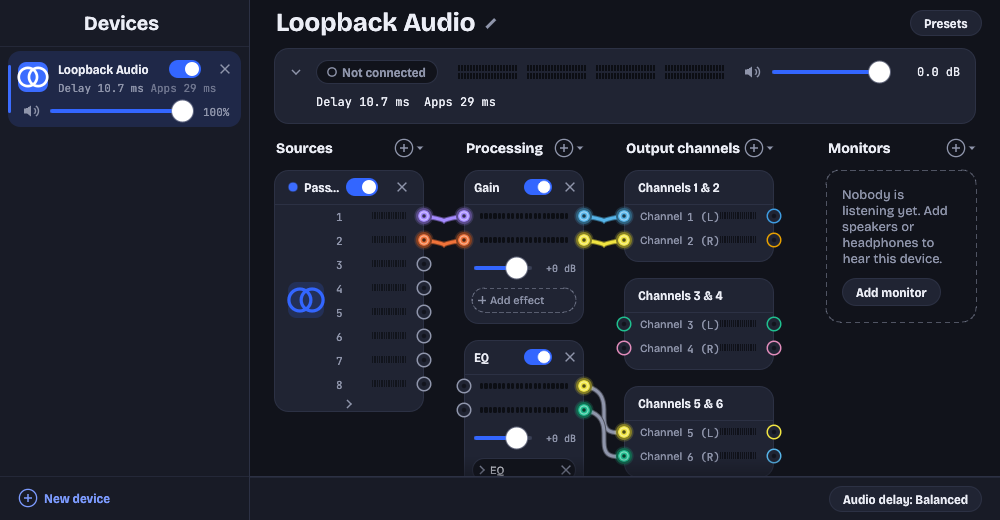 Devices
Loopback Audio
Delay 10.7 ms Apps 29 ms
100%
New device
Loopback Audio
Presets
Not connected
0.0 dB
Delay 10.7 ms Apps 29 ms
Sources
Processing
Output channels
Monitors
Pass...
1
2
3
4
5
6
7
8
Gain
+0 dB
+ Add effect
EQ
+0 dB
EQ
Channels 1 & 2
Channel 1 (L)
Channel 2 (R)
Channels 3 & 4
Channel 3 (L)
Channel 4 (R)
Channels 5 & 6
Channel 5 (L)
Channel 6 (R)
Nobody is
listening yet. Add
speakers or
headphones to
hear this device.
Add monitor
Audio delay: Balanced